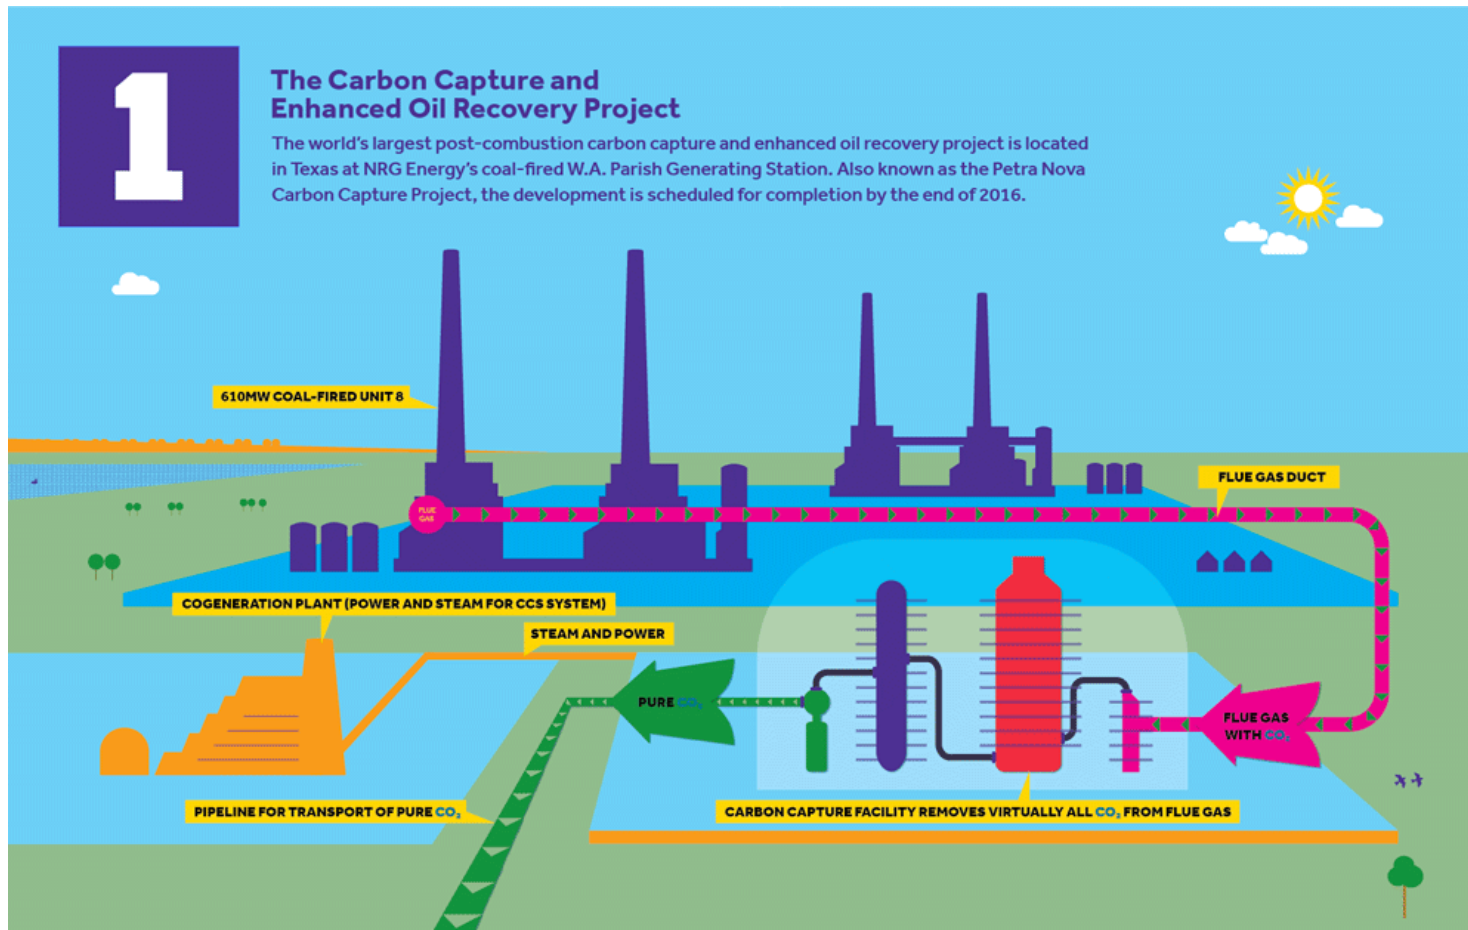 1
The Carbon Capture and
Enhanced Oil Recovery Project
The world's largest post-combustion carbon capture and enhanced oil recovery project is located
in Texas at NRG Energy's coal-fired W.A. Parish Generating Station. Also known as the Petra Nova
Carbon Capture Project, the development is scheduled for completion by the end of 2016.
610MW COAL-FIRED UNIT 8
FLUE GAS DUCT
FLUE
GAS
COGENERATION PLANT (POWER AND STEAM FOR CCS SYSTEM)
STEAM AND POWER
PURE CO₂
FLUE GAS
WITH CO₂
PIPELINE FOR TRANSPORT OF PURE CO₂
CARBON CAPTURE FACILITY REMOVES VIRTUALLY ALL CO₂ FROM FLUE GAS